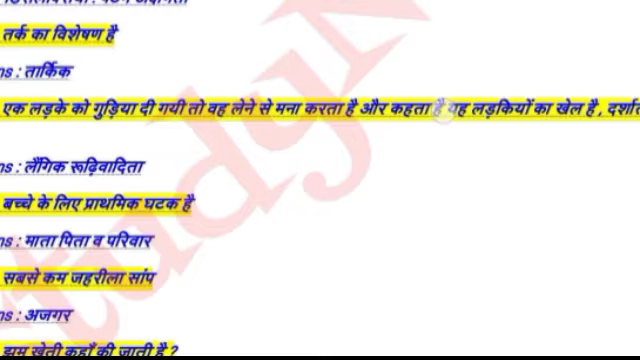 तर्क का विशेषण है
ns : तार्किक
एक लड़के को गुड़िया दी गयी तो वह लेने से मना करता है और कहता है यह लड़कियों का खेल है , दर्शात
ns : लैंगिक रूढ़िवादिता
बच्चे के लिए प्राथमिक घटक है
ns : माता पिता व परिवार
सबसे कम जहरीला सांप
ns : अजगर
झूम खेती कहाँ की जाती है ?